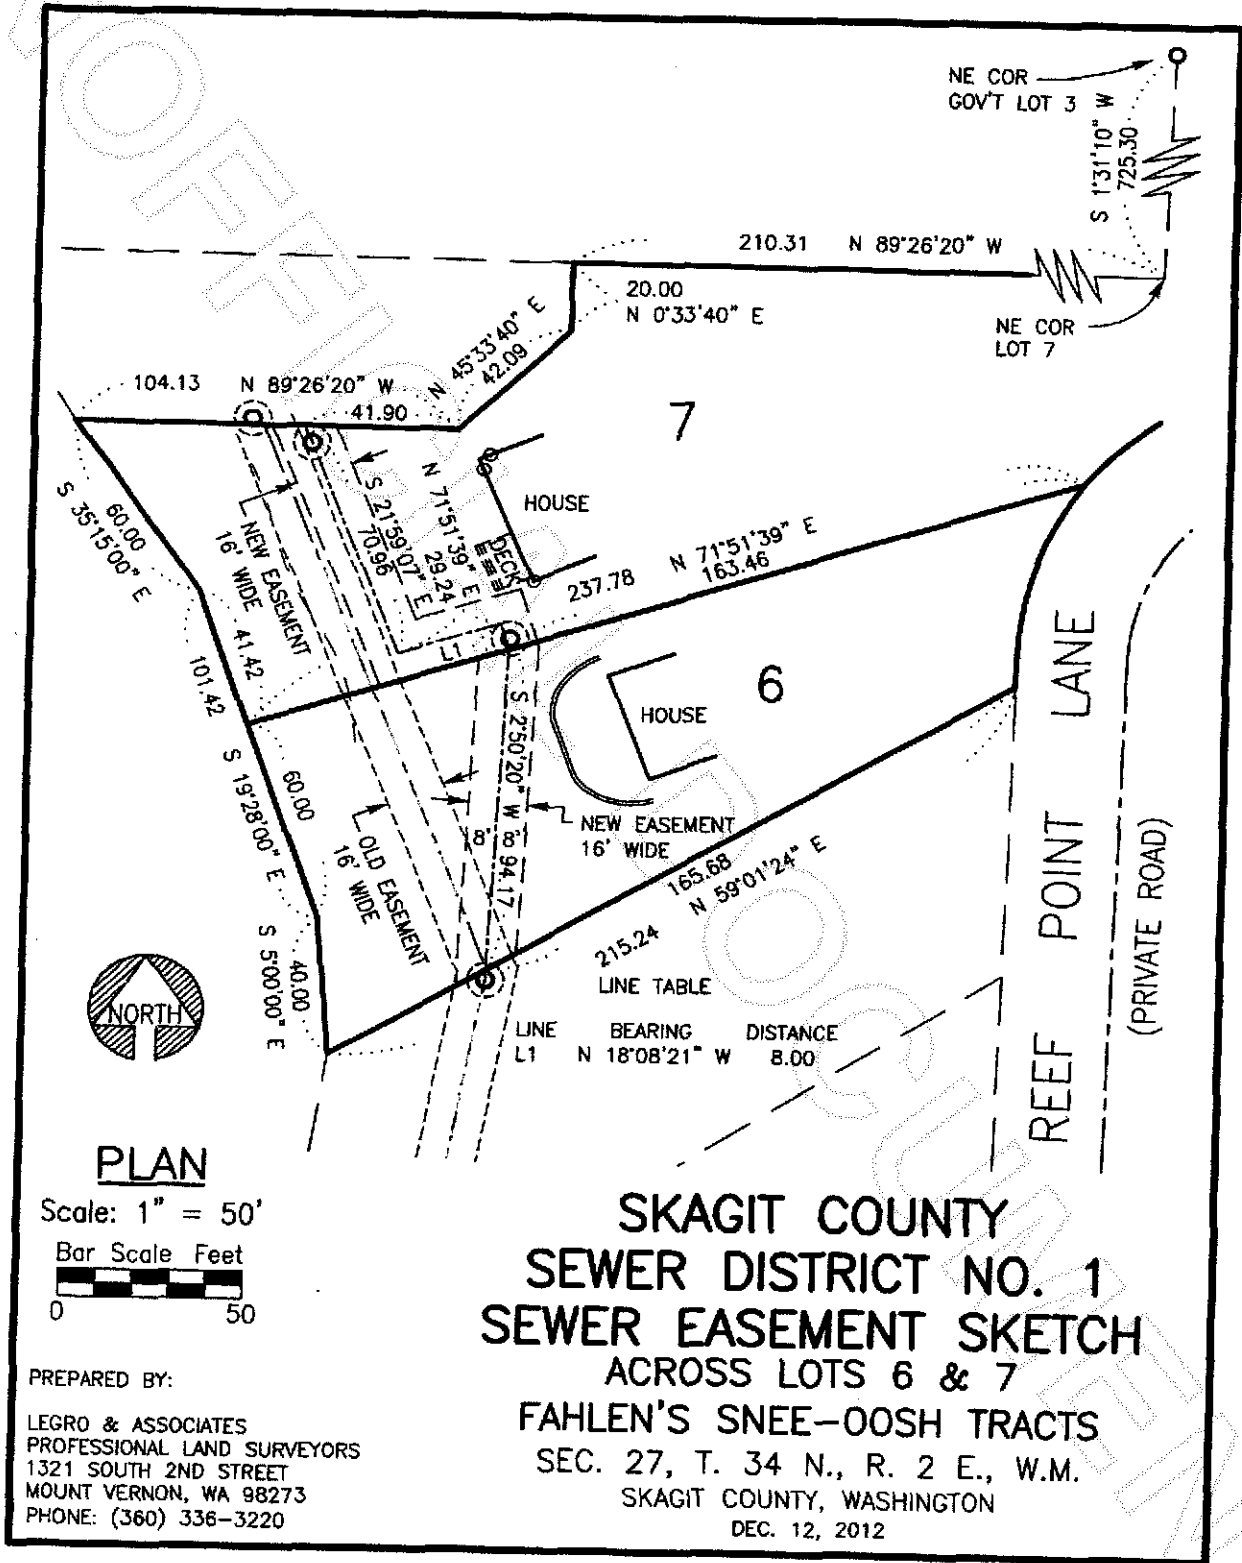 NE COR
GOV'T LOT 3
S 1°31'10" W
725.30
210.31 N 89°26'20" W
20.00
N 0°33'40" E
NE COR
LOT 7
N 45°33'40" E
42.09
104.13 N 89°26'20" W
41.90
7
S 35°15'00" E
60.00
NEW EASEMENT
16' WIDE
S 21°59'07" E
70.96
N 71°51'39" E
29.24
HOUSE
DECK
237.78
N 71°51'39" E
163.46
L1
41.42
101.42
S 19°28'00" E
60.00
6
HOUSE
S 2°50'20" W
94.17
8'
8'
NEW EASEMENT
16' WIDE
OLD EASEMENT
16' WIDE
165.68
N 59°01'24" E
215.24
S 5°00'00" E
40.00
NORTH
LINE TABLE
LINE BEARING DISTANCE
L1 N 18°08'21" W 8.00
REEF POINT LANE
(PRIVATE ROAD)
PLAN
Scale: 1" = 50'
Bar Scale Feet
0 50
SKAGIT COUNTY
SEWER DISTRICT NO. 1
SEWER EASEMENT SKETCH
ACROSS LOTS 6 & 7
FAHLEN'S SNEE-OOSH TRACTS
SEC. 27, T. 34 N., R. 2 E., W.M.
SKAGIT COUNTY, WASHINGTON
DEC. 12, 2012
PREPARED BY:
LEGRO & ASSOCIATES
PROFESSIONAL LAND SURVEYORS
1321 SOUTH 2ND STREET
MOUNT VERNON, WA 98273
PHONE: (360) 336-3220
UNOFFICIAL DOCUMENT